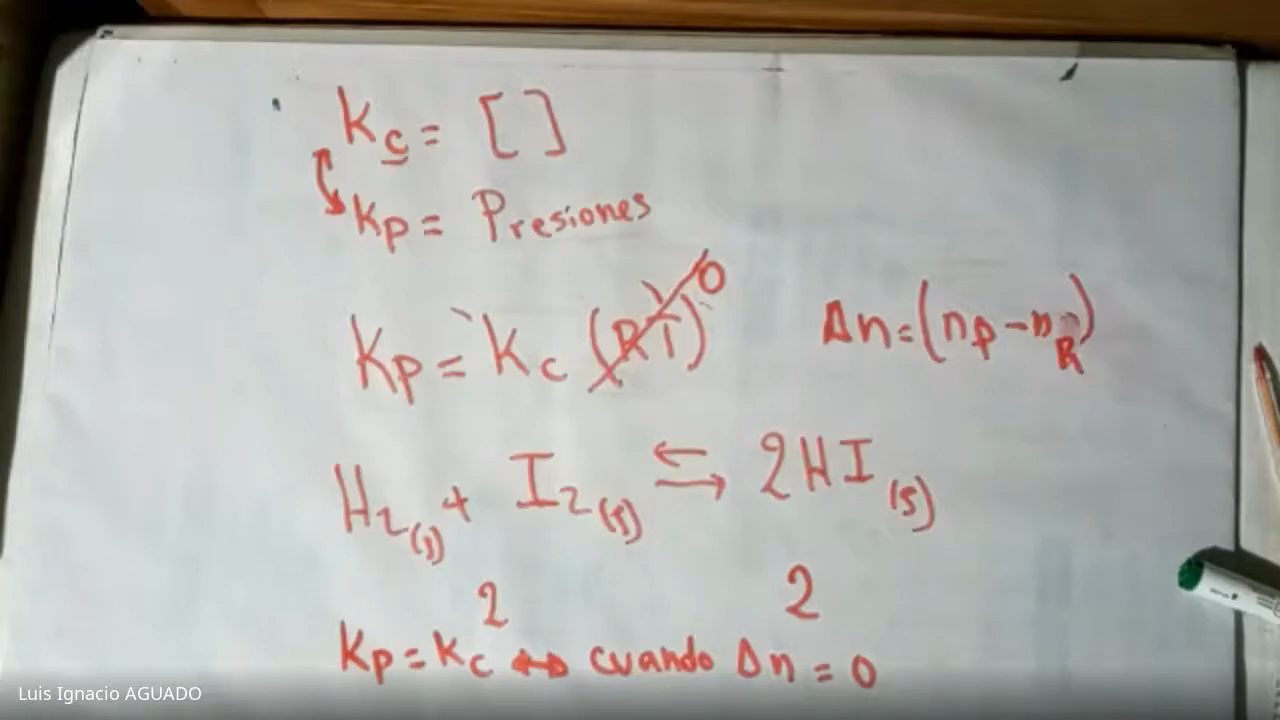 Kc = [ ]
Kp = Presiones
Kp = Kc (RT)⁰
Δn = (np - nR)
H2(g) + I2(g) ⇆ 2HI(g)
2 2
Kp = Kc ↔ cuando Δn = 0
Luis Ignacio AGUADO